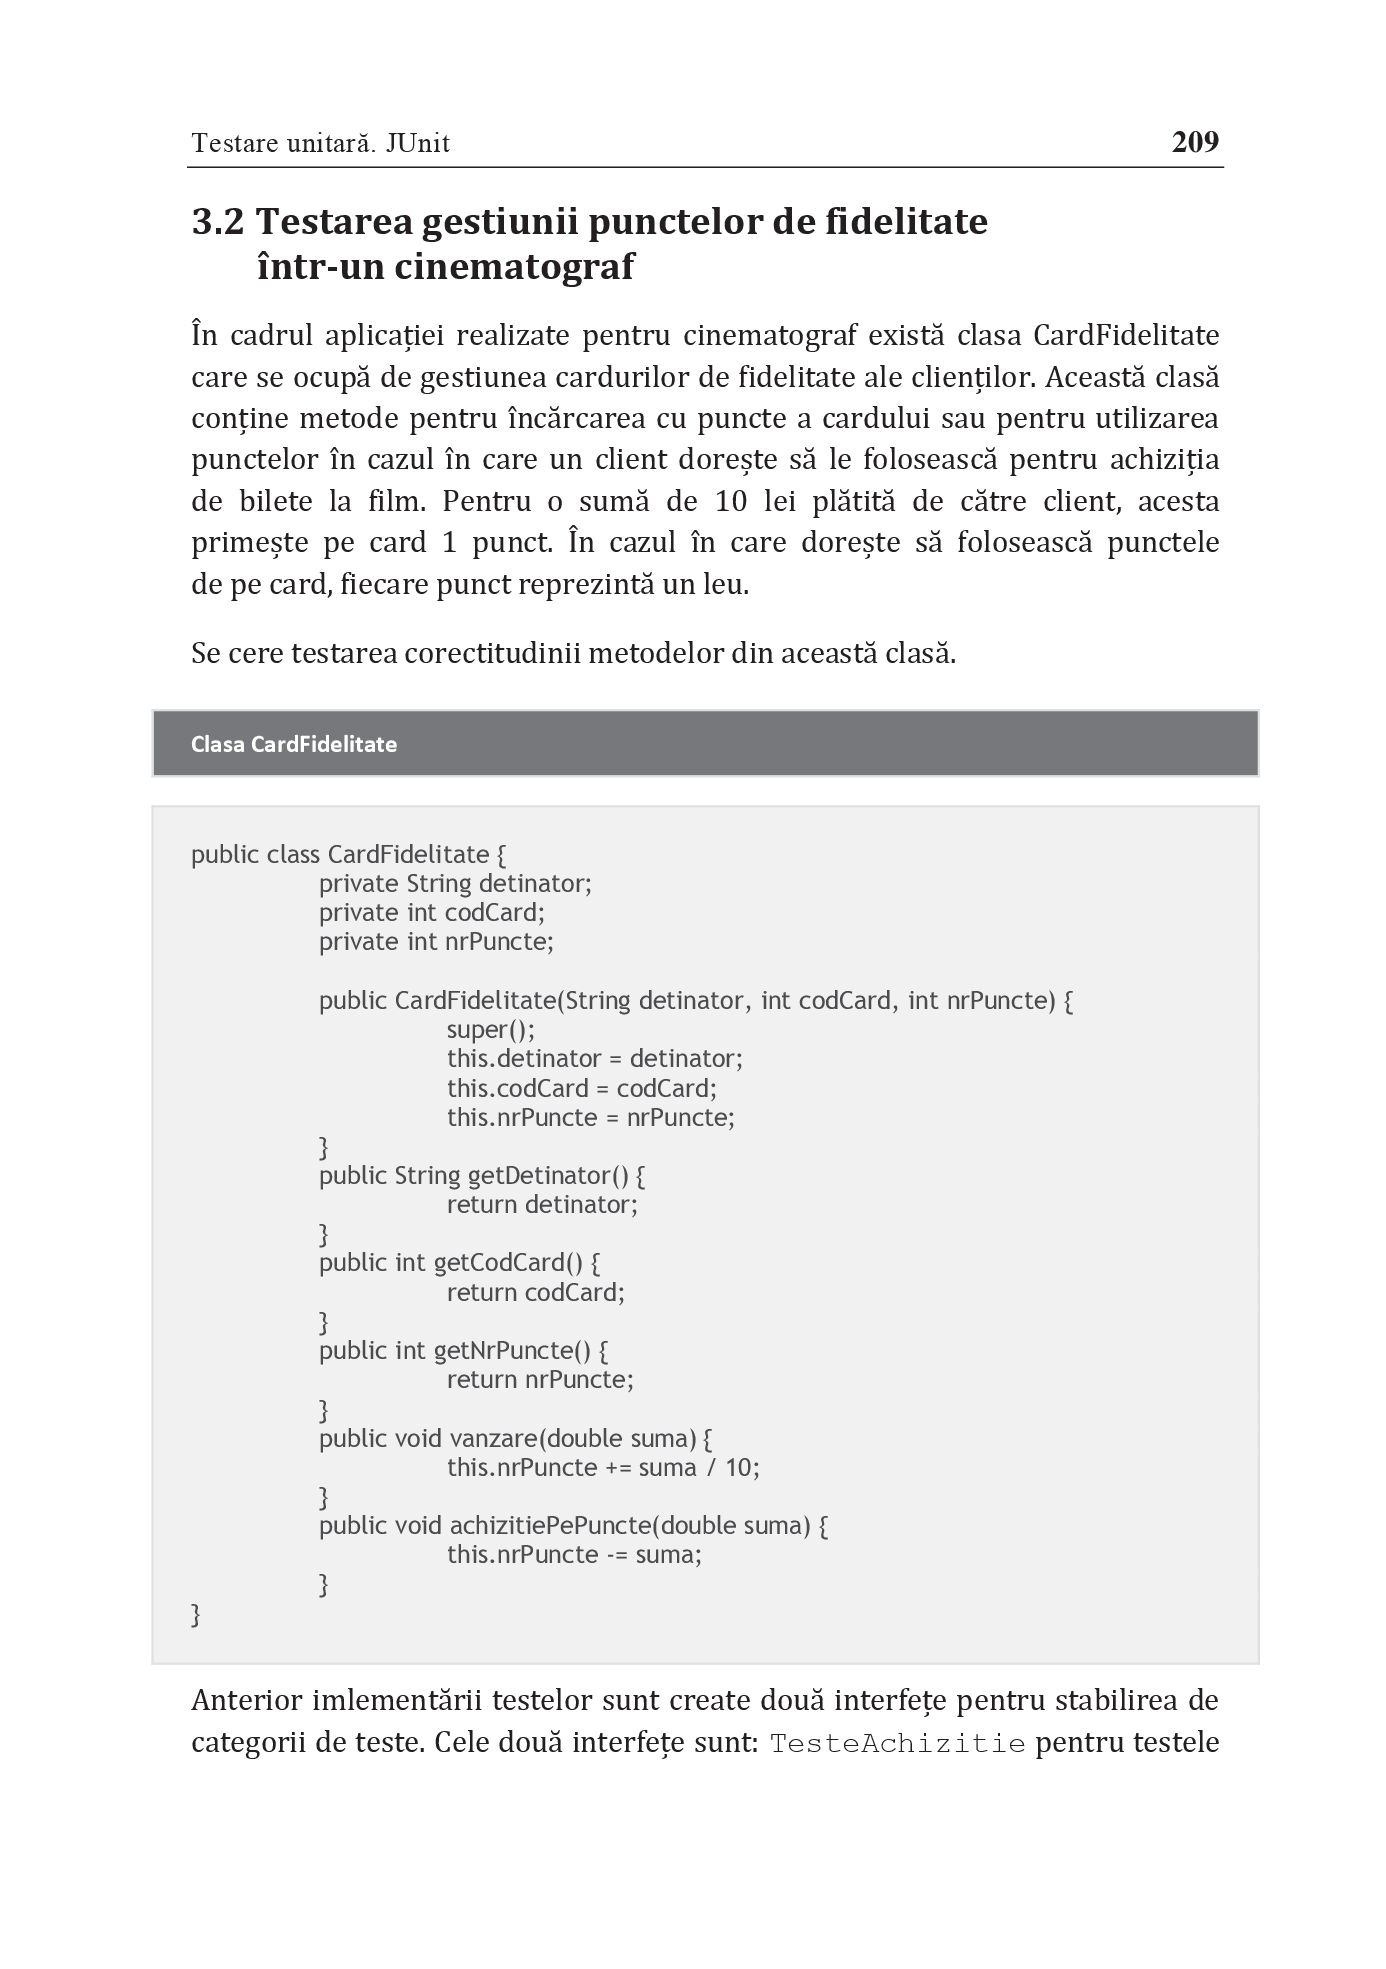 Testare unitară. JUnit 209
3.2 Testarea gestiunii punctelor de fidelitate
într-un cinematograf
În cadrul aplicației realizate pentru cinematograf există clasa CardFidelitate
care se ocupă de gestiunea cardurilor de fidelitate ale clienților. Această clasă
conține metode pentru încărcarea cu puncte a cardului sau pentru utilizarea
punctelor în cazul în care un client dorește să le folosească pentru achiziția
de bilete la film. Pentru o sumă de 10 lei plătită de către client, acesta
primește pe card 1 punct. În cazul în care dorește să folosească punctele
de pe card, fiecare punct reprezintă un leu.
Se cere testarea corectitudinii metodelor din această clasă.
Clasa CardFidelitate
public class CardFidelitate {
private String detinator;
private int codCard;
private int nrPuncte;
public CardFidelitate(String detinator, int codCard, int nrPuncte) {
super();
this.detinator = detinator;
this.codCard = codCard;
this.nrPuncte = nrPuncte;
}
public String getDetinator() {
return detinator;
}
public int getCodCard() {
return codCard;
}
public int getNrPuncte() {
return nrPuncte;
}
public void vanzare(double suma) {
this.nrPuncte += suma / 10;
}
public void achizitiePePuncte(double suma) {
this.nrPuncte -= suma;
}
}
Anterior imlementării testelor sunt create două interfețe pentru stabilirea de
categorii de teste. Cele două interfețe sunt: TesteAchizitie pentru testele